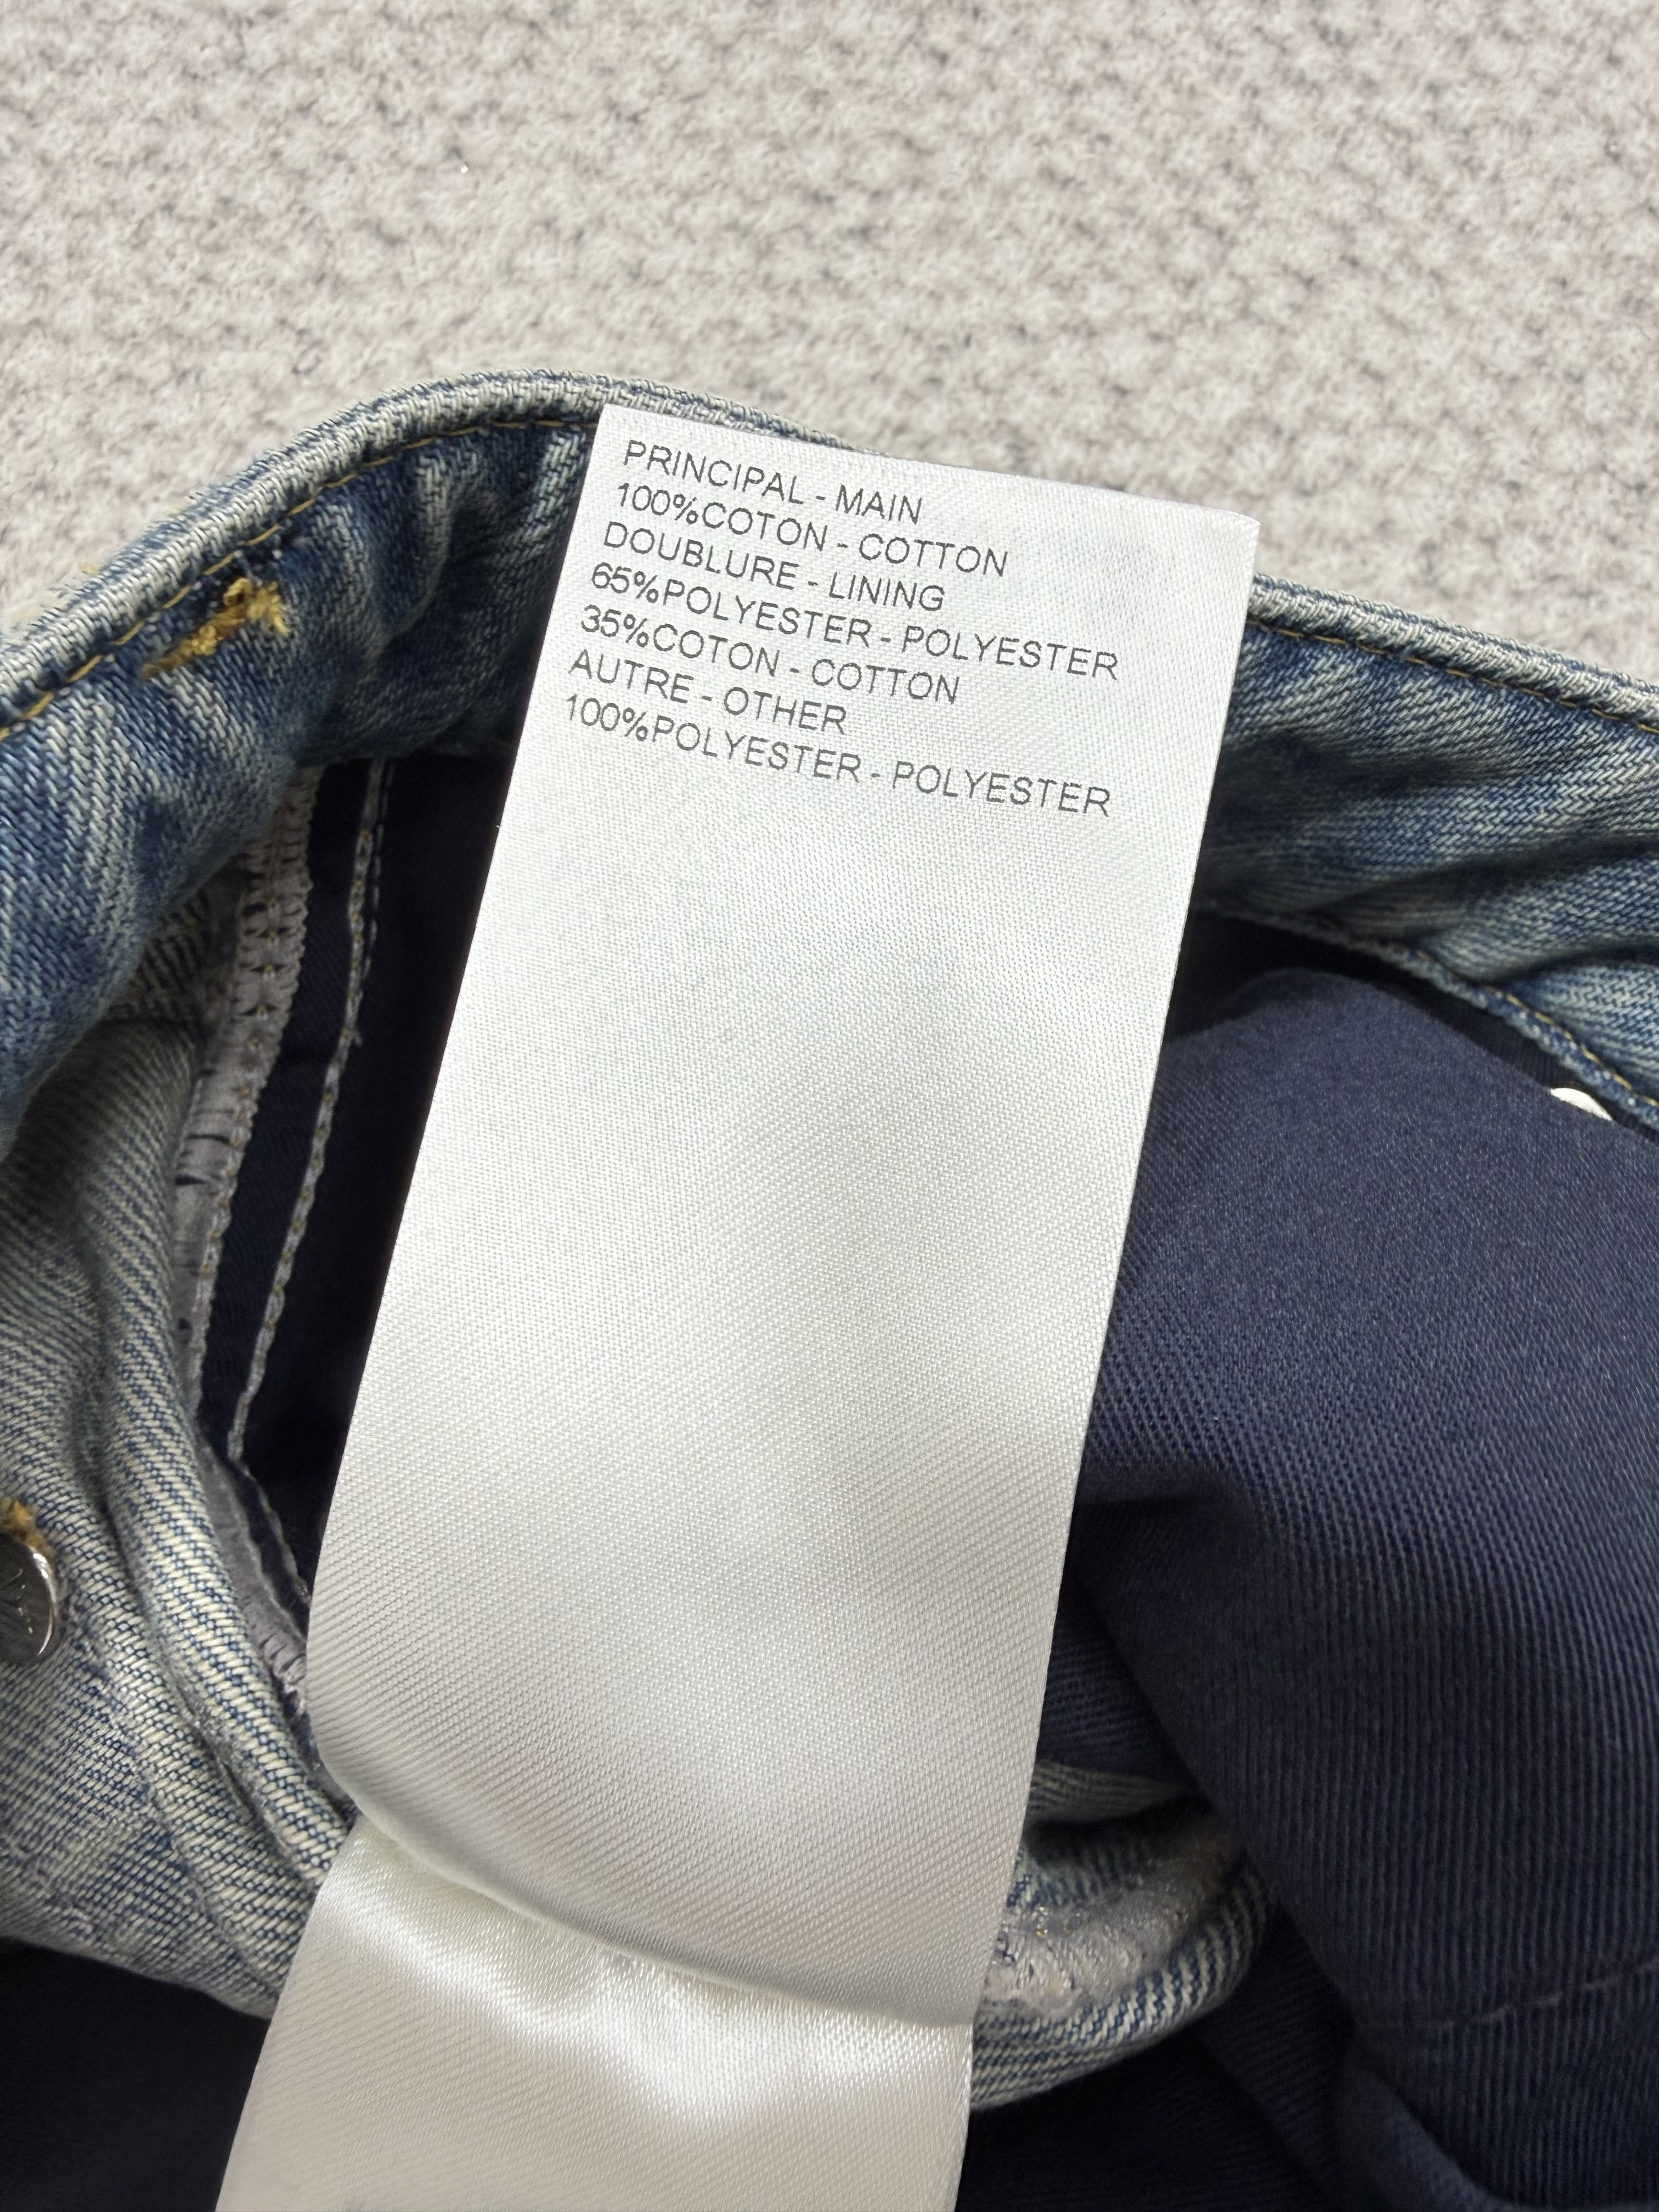 PRINCIPAL - MAIN
100%COTON - COTTON
DOUBLURE - LINING
65%POLYESTER - POLYESTER
35%COTON - COTTON
AUTRE - OTHER
100%POLYESTER - POLYESTER